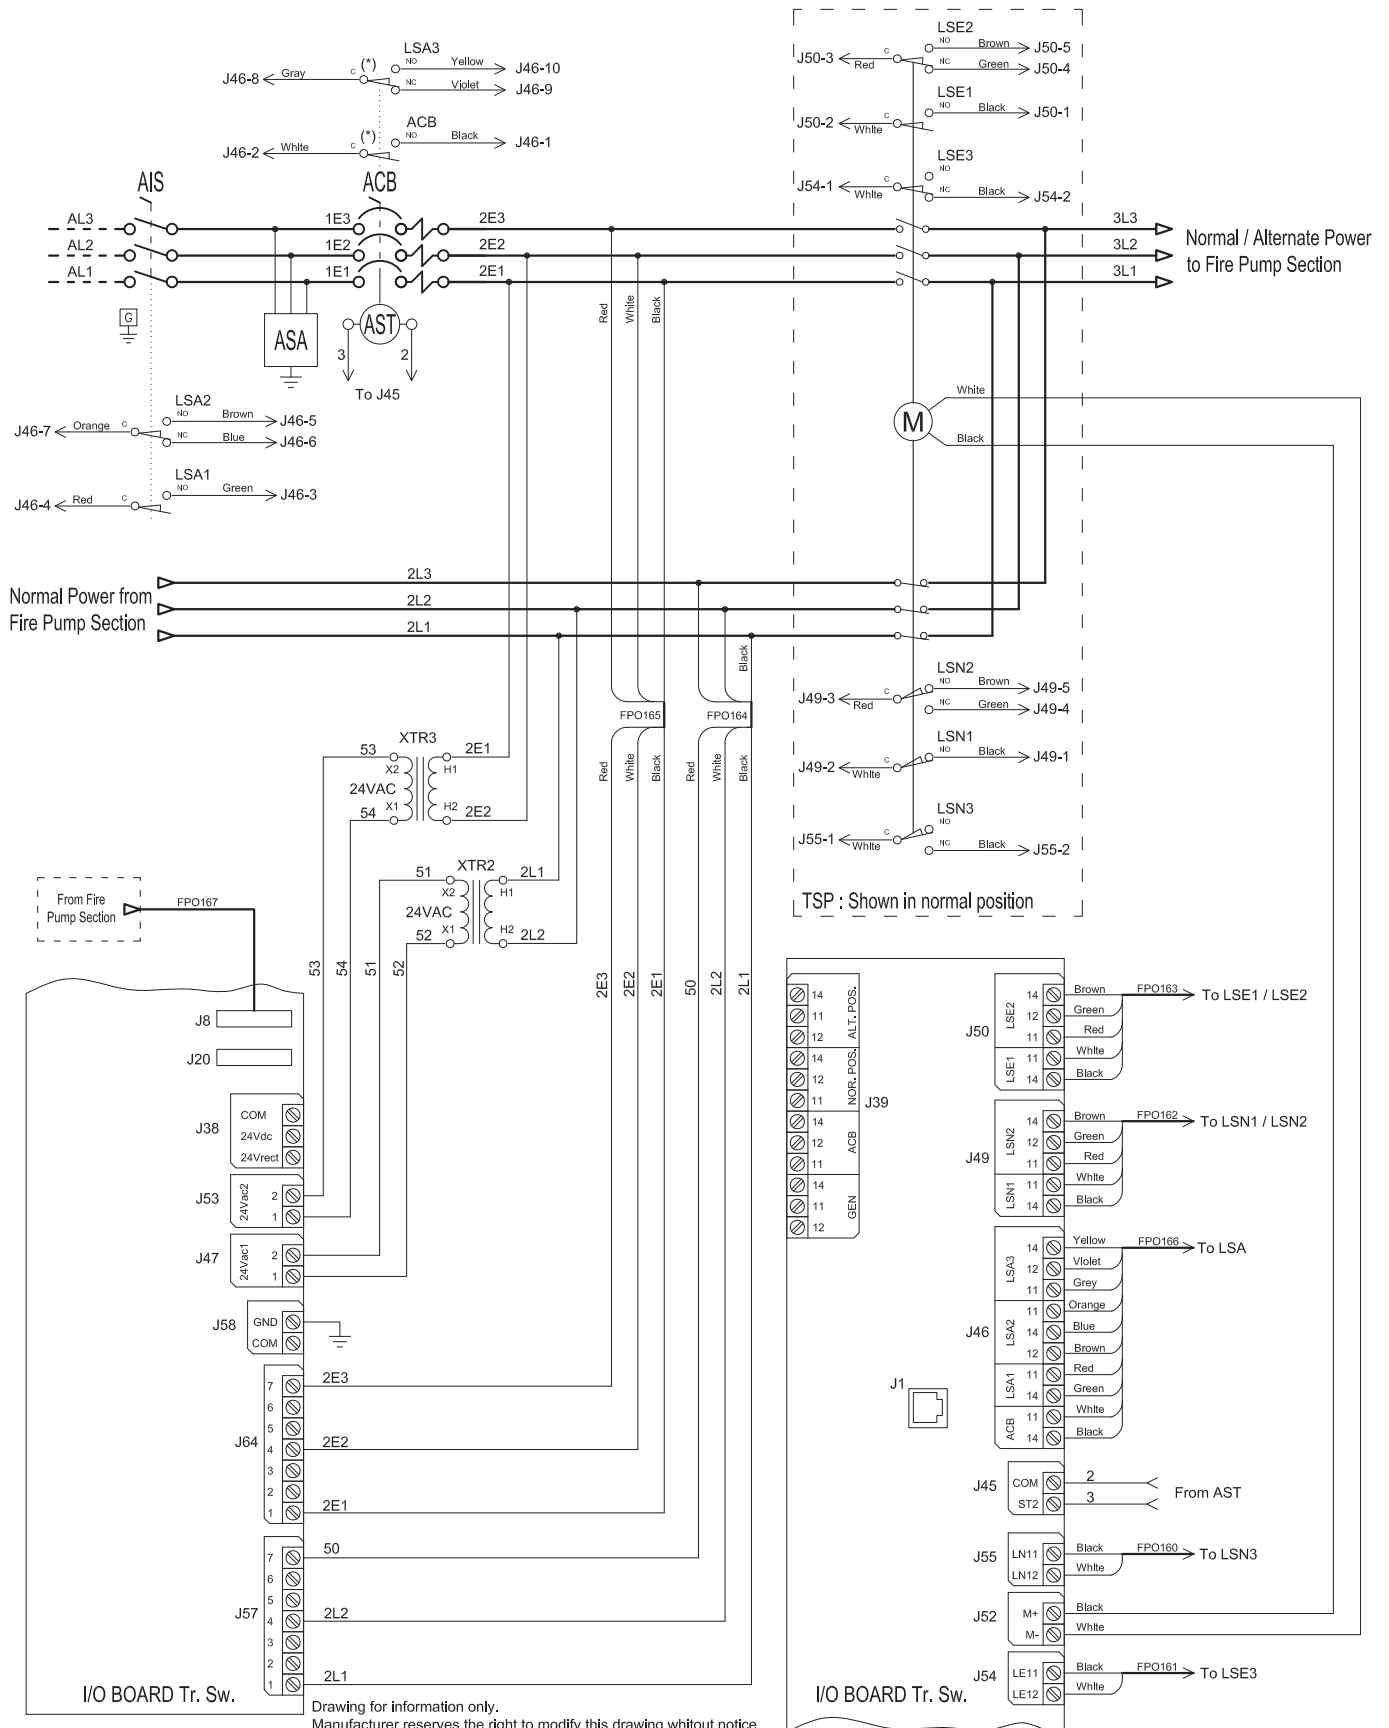 LSE2
J50-3 Red C NO Brown J50-5
NC Green J50-4
LSE1
J50-2 White C NO Black J50-1
LSE3
NO
J54-1 White C NC Black J54-2
LSA3
J46-8 Gray C (*) NO Yellow J46-10
NC Violet J46-9
ACB
J46-2 White C (*) NO Black J46-1
AIS
ACB
AL3 1E3 2E3 3L3
AL2 1E2 2E2 3L2
AL1 1E1 2E1 3L1
Normal / Alternate Power
to Fire Pump Section
G
ASA
AST
3 2
To J45
Red White Black
LSA2
J46-7 Orange C NO Brown J46-5
NC Blue J46-6
LSA1
J46-4 Red C NO Green J46-3
M
White
Black
Normal Power from
Fire Pump Section
2L3
2L2
2L1
Black
FPO165
FPO164
Red White Black
Red White Black
LSN2
J49-3 Red C NO Brown J49-5
NC Green J49-4
LSN1
J49-2 White C NO Black J49-1
LSN3
NO
J55-1 White C NC Black J55-2
TSP : Shown in normal position
XTR3
53 X2 H1 2E1
24VAC
54 X1 H2 2E2
XTR2
51 X2 H1 2L1
24VAC
52 X1 H2 2L2
From Fire
Pump Section
FPO167
53 54 51 52
2E3 2E2 2E1 50 2L2 2L1
J8
J20
J38
COM
24Vdc
24Vrect
J53
24Vac2
2
1
J47
24Vac1
2
1
J58
GND
COM
J64
7 2E3
6
5
4 2E2
3
2
1 2E1
J57
7 50
6
5
4 2L2
3
2
1 2L1
I/O BOARD Tr. Sw.
Drawing for information only.
Manufacturer reserves the right to modify this drawing whitout notice
J39
ALT. POS.
14
11
12
NOR. POS.
14
12
11
ACB
14
12
11
GEN
14
11
12
J50
LSE2
14 Brown FPO163 To LSE1 / LSE2
12 Green
11 Red
LSE1
11 White
14 Black
J49
LSN2
14 Brown FPO162 To LSN1 / LSN2
12 Green
11 Red
LSN1
11 White
14 Black
J46
LSA3
14 Yellow FPO166 To LSA
12 Violet
11 Grey
LSA2
11 Orange
14 Blue
12 Brown
LSA1
11 Red
14 Green
ACB
11 White
14 Black
J1
J45
COM 2
ST2 3
From AST
J55
LN11 Black FPO160 To LSN3
LN12 White
J52
M+ Black
M- White
J54
LE11 Black FPO161 To LSE3
LE12 White
I/O BOARD Tr. Sw.